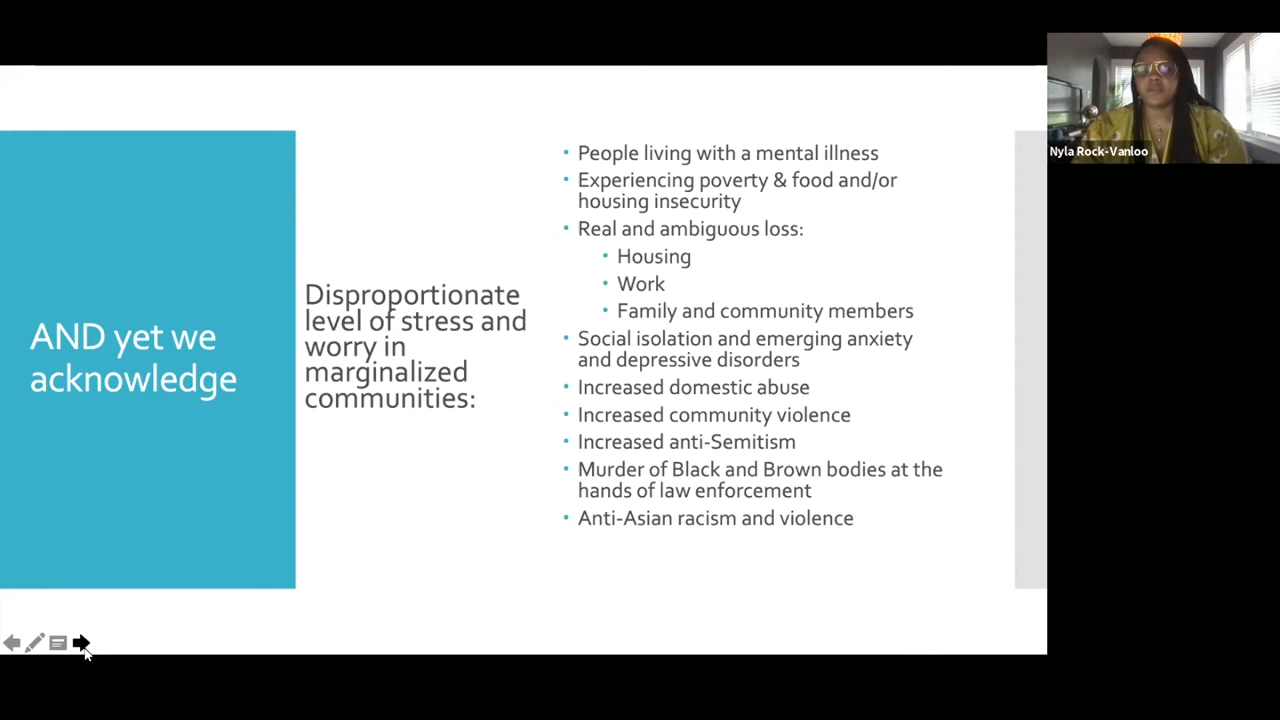 AND yet we
acknowledge
Disproportionate
level of stress and
worry in
marginalized
communities:
• People living with a mental illness
• Experiencing poverty & food and/or
housing insecurity
• Real and ambiguous loss:
• Housing
• Work
• Family and community members
• Social isolation and emerging anxiety
and depressive disorders
• Increased domestic abuse
• Increased community violence
• Increased anti-Semitism
• Murder of Black and Brown bodies at the
hands of law enforcement
• Anti-Asian racism and violence
Nyla Rock-Vanloo